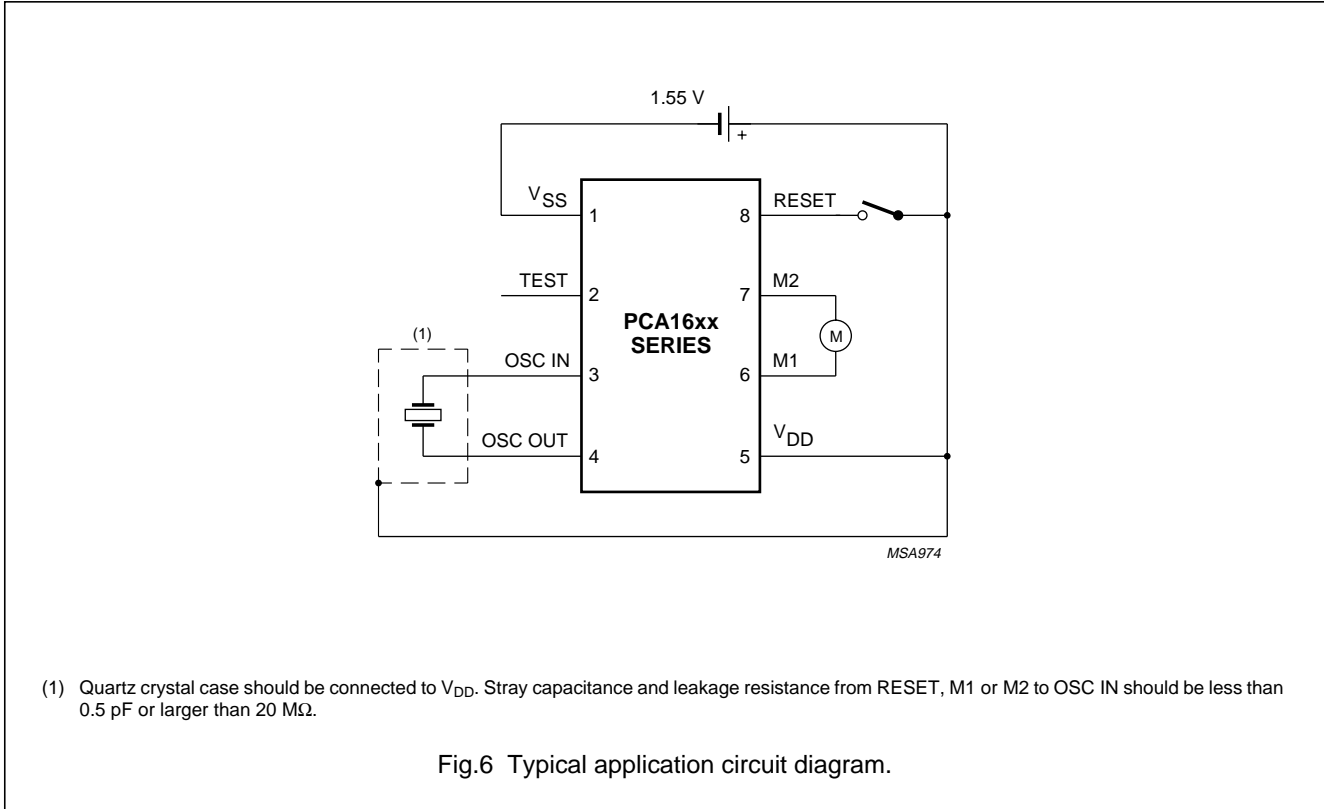 1.55 V
+
VSS
1
8
RESET
TEST
2
7
M2
PCA16xx
SERIES
M
(1)
OSC IN
3
6
M1
OSC OUT
4
5
VDD
MSA974
(1) Quartz crystal case should be connected to VDD. Stray capacitance and leakage resistance from RESET, M1 or M2 to OSC IN should be less than
0.5 pF or larger than 20 MΩ.
Fig.6 Typical application circuit diagram.